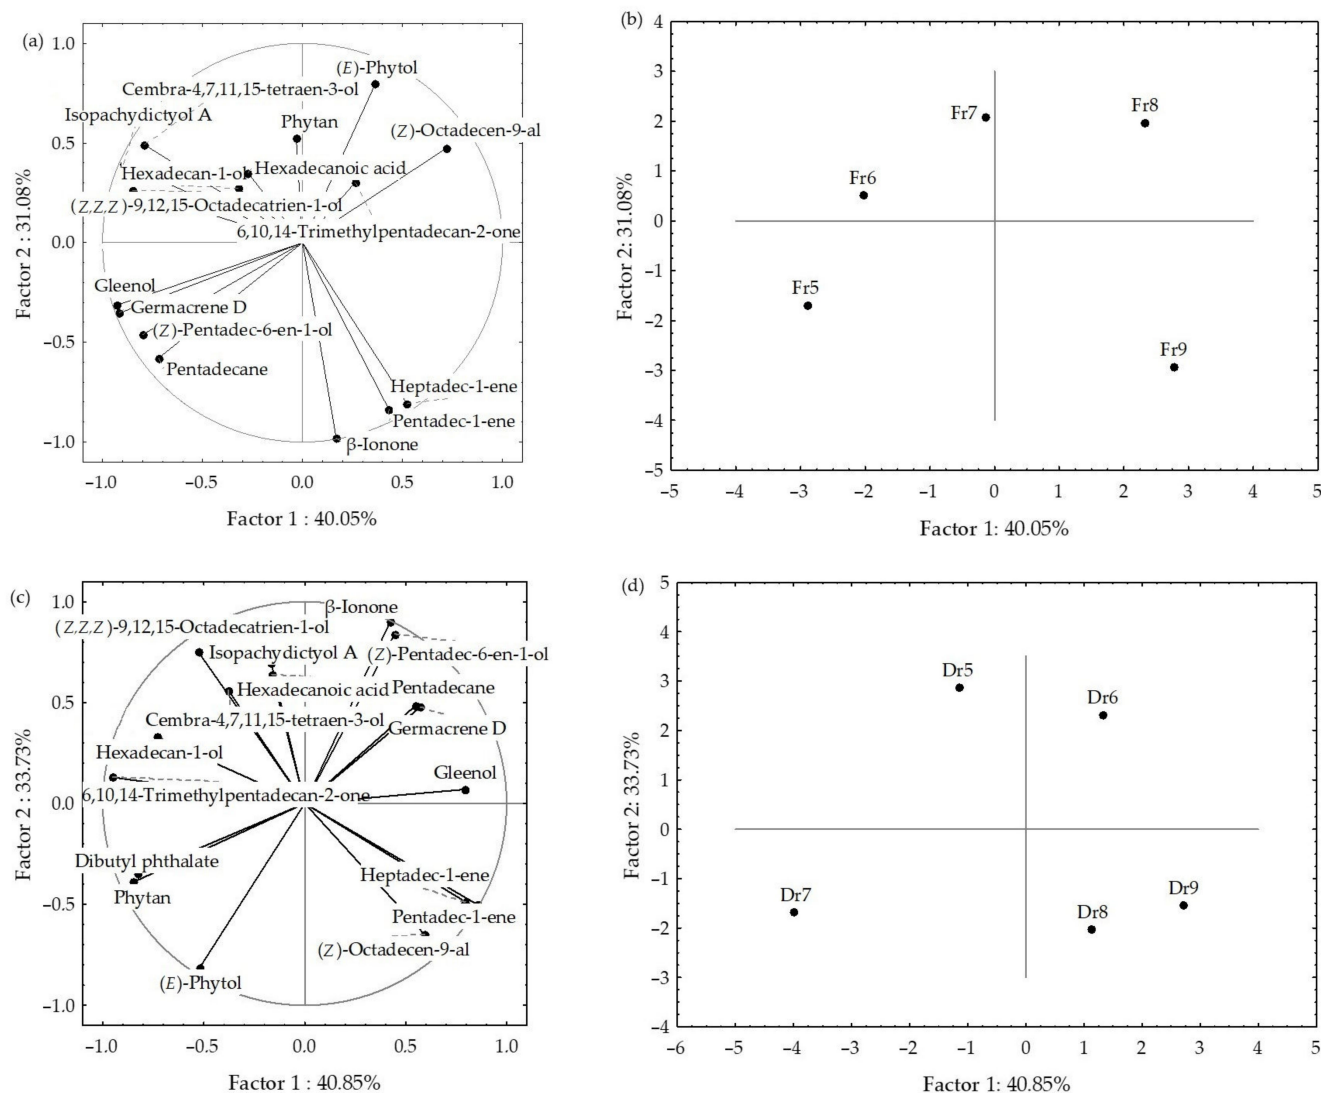 (a)
1.0
0.5
0.0
−0.5
−1.0
Factor 2 : 31.08%
(E)-Phytol
Cembra-4,7,11,15-tetraen-3-ol
Isopachydictyol A
Phytan
(Z)-Octadecen-9-al
Hexadecan-1-ol
Hexadecanoic acid
(Z,Z,Z)-9,12,15-Octadecatrien-1-ol
6,10,14-Trimethylpentadecan-2-one
Gleenol
Germacrene D
(Z)-Pentadec-6-en-1-ol
Pentadecane
Heptadec-1-ene
Pentadec-1-ene
β-Ionone
−1.0 −0.5 0.0 0.5 1.0
Factor 1 : 40.05%
(b)
4
3
2
1
0
−1
−2
−3
−4
−5
Factor 2: 31.08%
Fr7
Fr8
Fr6
Fr5
Fr9
−5 −4 −3 −2 −1 0 1 2 3 4 5
Factor 1: 40.05%
(c)
1.0
0.5
0.0
−0.5
−1.0
Factor 2 : 33.73%
β-Ionone
(Z,Z,Z)-9,12,15-Octadecatrien-1-ol
Isopachydictyol A
(Z)-Pentadec-6-en-1-ol
Hexadecanoic acid
Pentadecane
Cembra-4,7,11,15-tetraen-3-ol
Germacrene D
Hexadecan-1-ol
Gleenol
6,10,14-Trimethylpentadecan-2-one
Dibutyl phthalate
Heptadec-1-ene
Phytan
Pentadec-1-ene
(Z)-Octadecen-9-al
(E)-Phytol
−1.0 −0.5 0.0 0.5 1.0
Factor 1 : 40.85%
(d)
5
4
3
2
1
0
−1
−2
−3
−4
Factor 2: 33.73%
Dr5
Dr6
Dr7
Dr9
Dr8
−6 −5 −4 −3 −2 −1 0 1 2 3 4 5
Factor 1: 40.85%